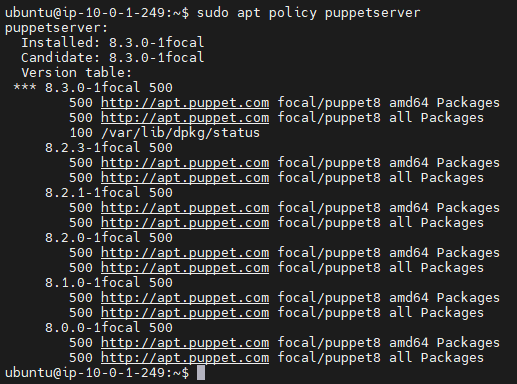 ubuntu@ip-10-0-1-249:~$ sudo apt policy puppetserver
puppetserver:
  Installed: 8.3.0-1focal
  Candidate: 8.3.0-1focal
  Version table:
 *** 8.3.0-1focal 500
        500 http://apt.puppet.com focal/puppet8 amd64 Packages
        500 http://apt.puppet.com focal/puppet8 all Packages
        100 /var/lib/dpkg/status
     8.2.3-1focal 500
        500 http://apt.puppet.com focal/puppet8 amd64 Packages
        500 http://apt.puppet.com focal/puppet8 all Packages
     8.2.1-1focal 500
        500 http://apt.puppet.com focal/puppet8 amd64 Packages
        500 http://apt.puppet.com focal/puppet8 all Packages
     8.2.0-1focal 500
        500 http://apt.puppet.com focal/puppet8 amd64 Packages
        500 http://apt.puppet.com focal/puppet8 all Packages
     8.1.0-1focal 500
        500 http://apt.puppet.com focal/puppet8 amd64 Packages
        500 http://apt.puppet.com focal/puppet8 all Packages
     8.0.0-1focal 500
        500 http://apt.puppet.com focal/puppet8 amd64 Packages
        500 http://apt.puppet.com focal/puppet8 all Packages
ubuntu@ip-10-0-1-249:~$